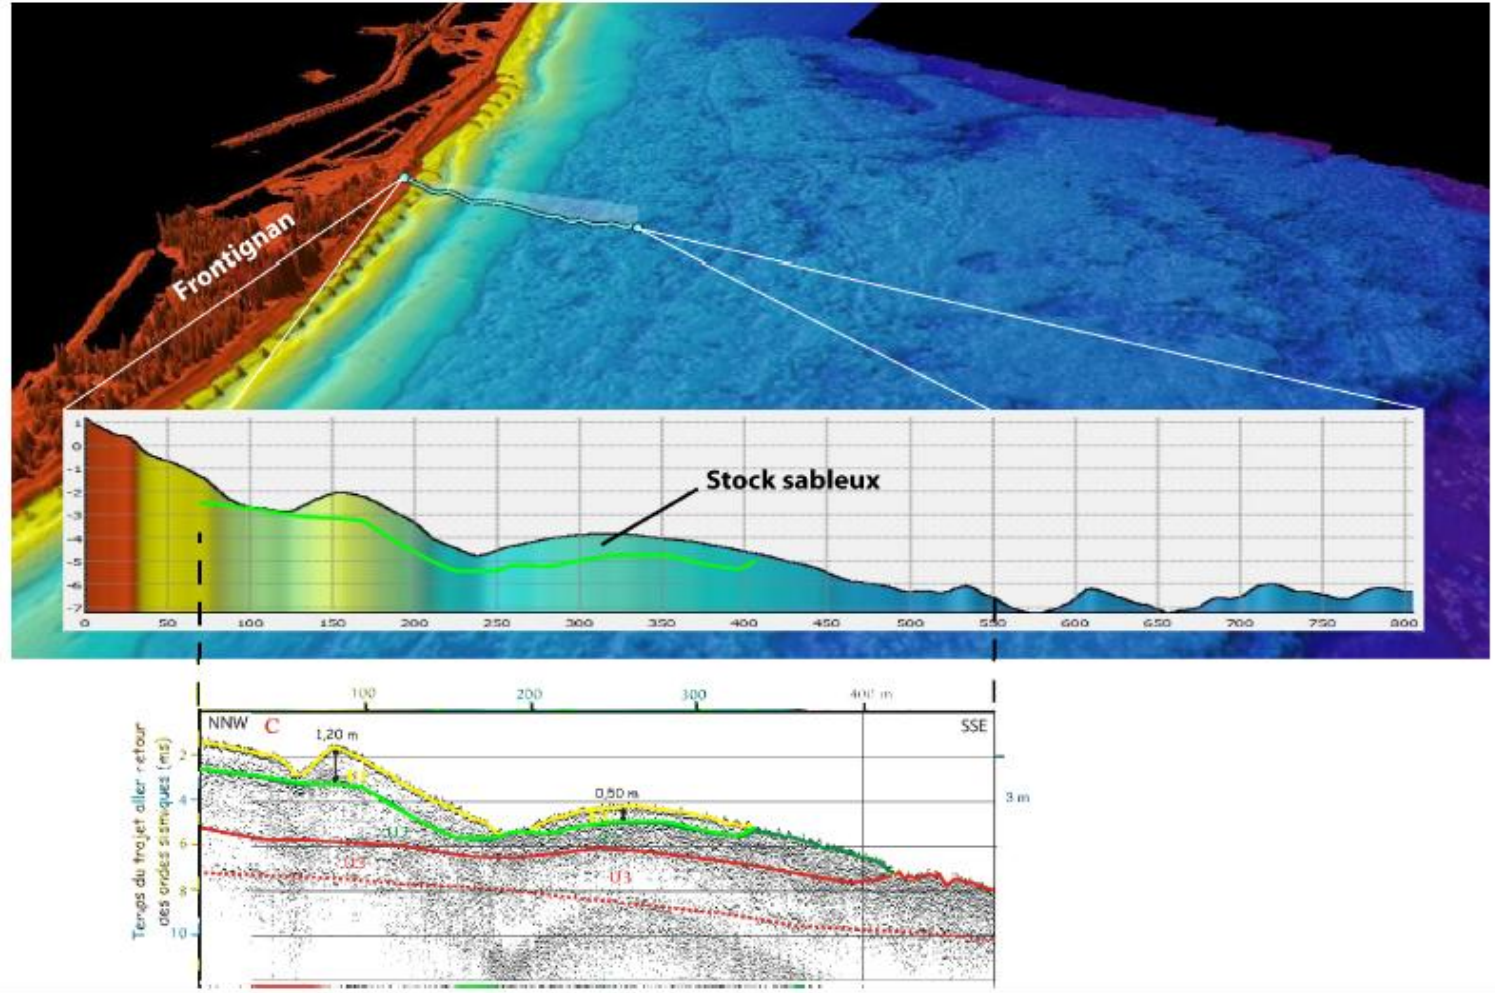 Frontignan
Stock sableux
1
0
-1
-2
-3
-4
-5
-6
-7
0 50 100 150 200 250 300 350 400 450 500 550 600 650 700 750 800
100 200 300 400 m
NNW C SSE
1,20 m
0,50 m
Temps du trajet aller retour
des ondes sismiques (ms)
2
4
6
8
10
3 m
U3
U3